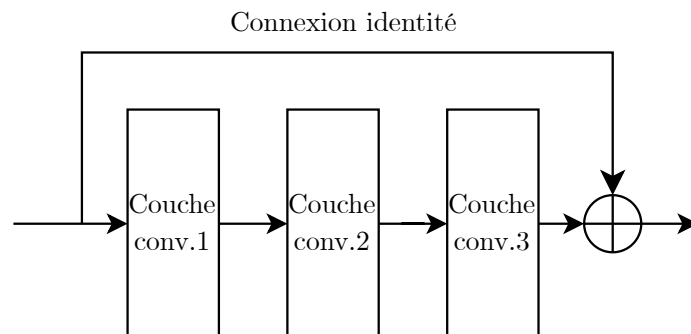 Connexion identité
Couche
conv.1
Couche
conv.2
Couche
conv.3